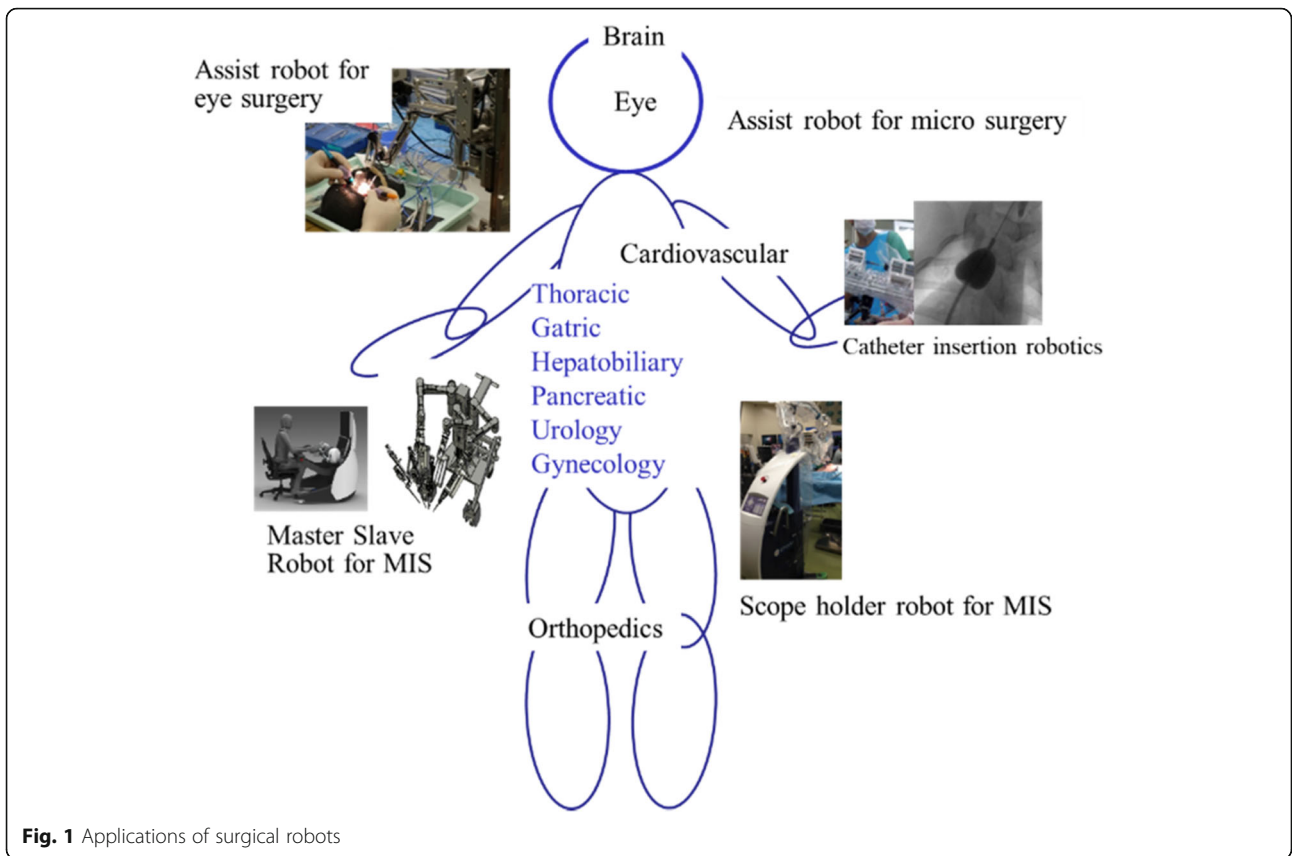 Brain
Assist robot for
eye surgery
Eye
Assist robot for micro surgery
Cardiovascular
Thoracic
Gatric
Hepatobiliary
Pancreatic
Urology
Gynecology
Catheter insertion robotics
Master Slave
Robot for MIS
Scope holder robot for MIS
Orthopedics
Fig. 1 Applications of surgical robots